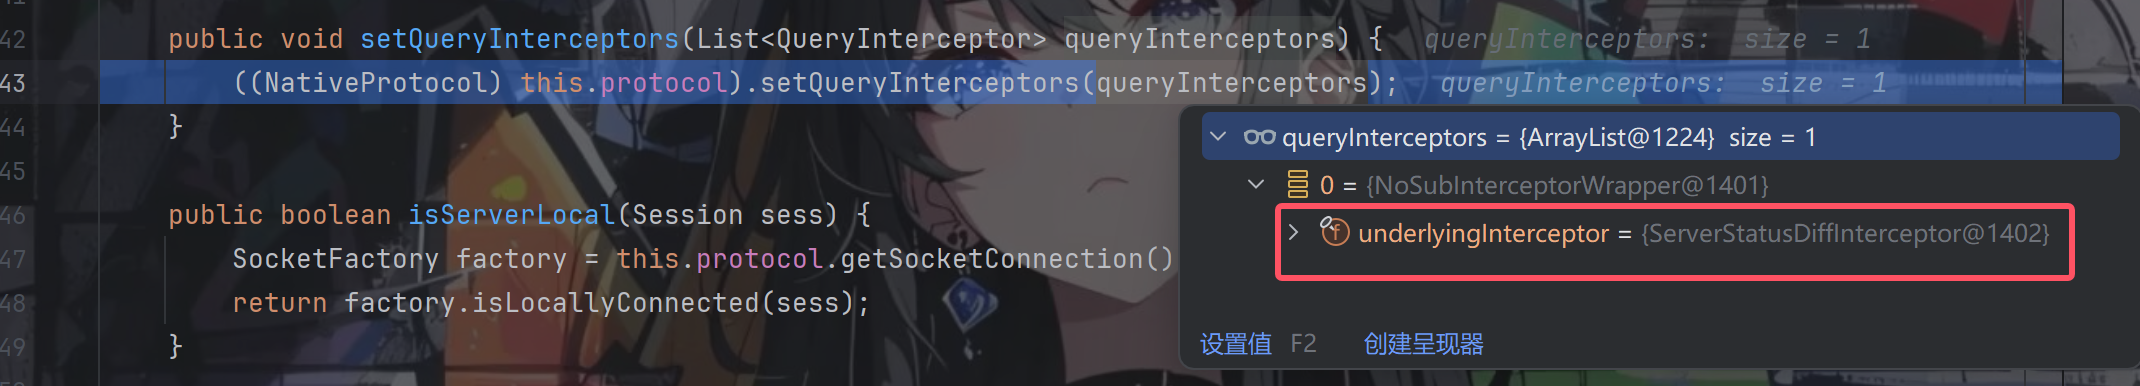 42 public void setQueryInterceptors(List<QueryInterceptor> queryInterceptors) { queryInterceptors: size = 1
43 ((NativeProtocol) this.protocol).setQueryInterceptors(queryInterceptors); queryInterceptors: size = 1
44 }
queryInterceptors = {ArrayList@1224} size = 1
45
0 = {NoSubInterceptorWrapper@1401}
46 public boolean isServerLocal(Session sess) {
underlyingInterceptor = {ServerStatusDiffInterceptor@1402}
47 SocketFactory factory = this.protocol.getSocketConnection()
48 return factory.isLocallyConnected(sess);
49 }
设置值 F2 创建呈现器